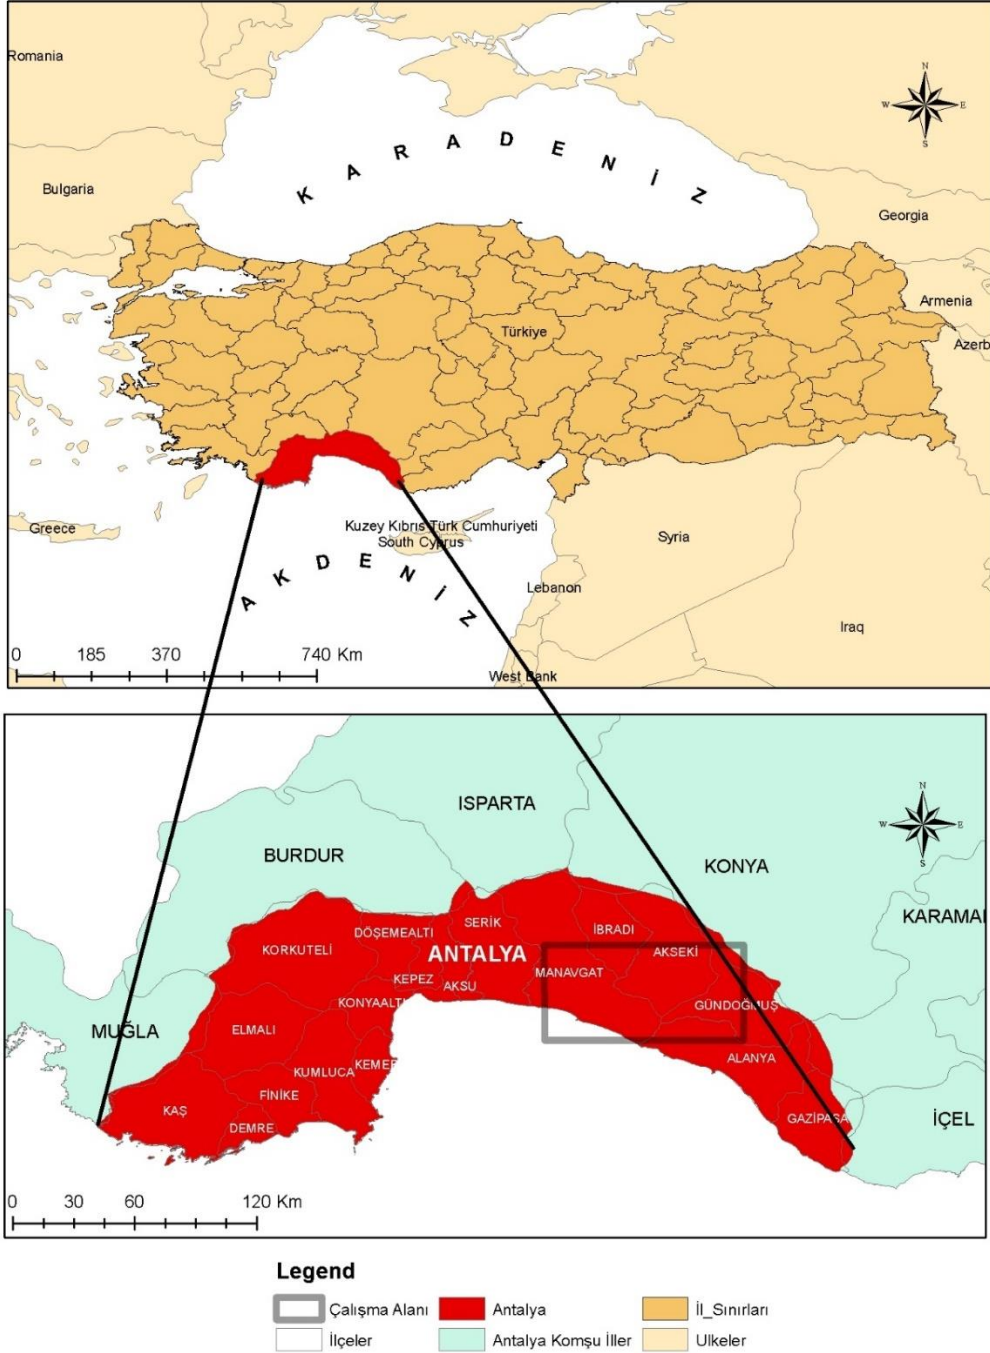 Romania
N
W E
S
KARADENİZ
Bulgaria
Georgia
Armenia
Türkiye
Azerb
Greece
Kuzey Kıbrıs Türk Cumhuriyeti
South Cyprus
Syria
AKDENİZ
Lebanon
Iraq
0 185 370 740 Km
West Bank
N
W E
S
ISPARTA
BURDUR
KONYA
KARAMAI
SERİK
İBRADI
DÖŞEMEALTI
KORKUTELİ
ANTALYA
AKSEKİ
MANAVGAT
KEPEZ
AKSU
KONYAALTI
GÜNDOĞMUŞ
MUĞLA
ELMALI
ALANYA
KEMER
KUMLUCA
FİNİKE
KAŞ
GAZİPAŞA
İÇEL
DEMRE
0 30 60 120 Km
Legend
Çalışma Alanı Antalya İl_Sınırları
İlçeler Antalya Komşu İller Ulkeler